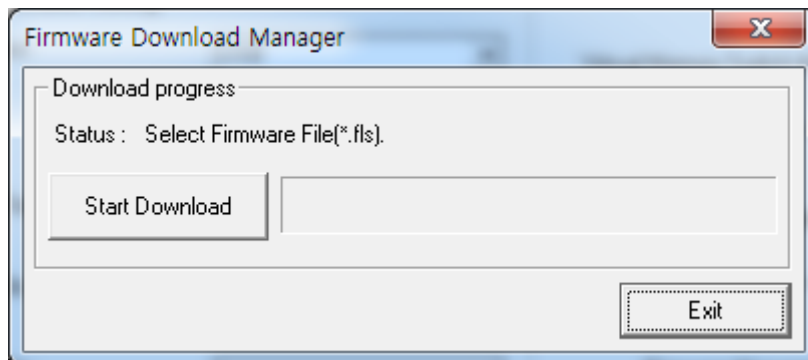 Firmware Download Manager
Download progress
Status : Select Firmware File(*.fls).
Start Download
Exit